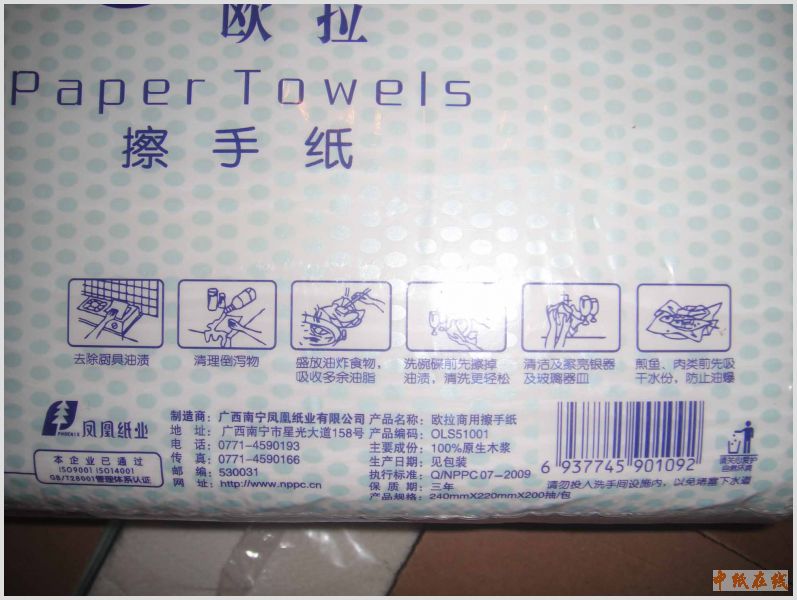 欧拉
Paper Towels
擦手纸
去除厨具油渍
清理倒泻物
盛放油炸食物，
吸收多余油脂
洗碗碟前先擦掉
油渍，清洗更轻松
清洁及擦亮银器
及玻璃器皿
煎鱼、肉类前先吸
干水份，防止油爆
PHOENIX
凤凰纸业
本企业已通过
ISO9001 ISO14001
GB/T28001管理体系认证
制造商：广西南宁凤凰纸业有限公司
地址：广西南宁市星光大道158号
电话：0771-4590193
传真：0771-4590166
邮编：530031
网址：http://www.nppc.cn
产品名称：欧拉商用擦手纸
产品编码：OLS51001
主要成份：100%原生木浆
生产日期：见包装
执行标准：Q/NPPC 07-2009
保质期：三年
产品规格：240mmX220mmX200抽/包
6 937745 901092
请勿投入洗手间设施内，以免堵塞下水道
中纸在线